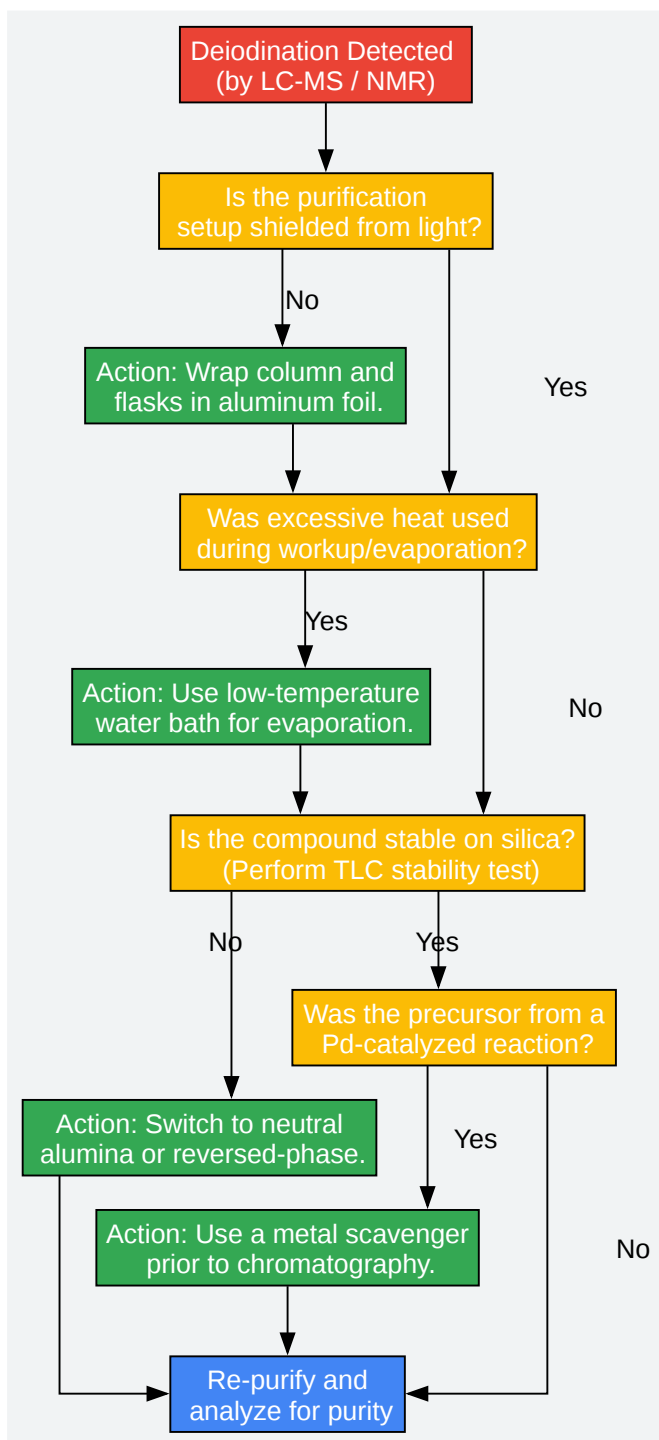 Deiodination Detected
(by LC-MS / NMR)
Is the purification
setup shielded from light?
No
Action: Wrap column and
flasks in aluminum foil.
Yes
Was excessive heat used
during workup/evaporation?
Yes
Action: Use low-temperature
water bath for evaporation.
No
Is the compound stable on silica?
(Perform TLC stability test)
No
Yes
Was the precursor from a
Pd-catalyzed reaction?
Action: Switch to neutral
alumina or reversed-phase.
Yes
Action: Use a metal scavenger
prior to chromatography.
No
Re-purify and
analyze for purity